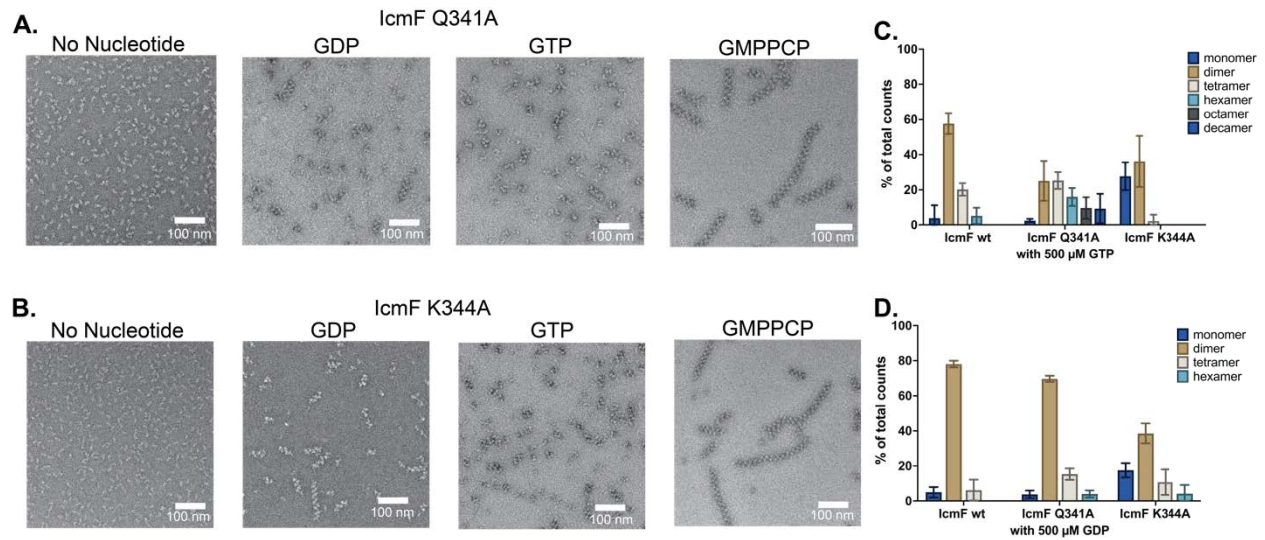 A.
IcmF Q341A
No Nucleotide
GDP
GTP
GMPPCP
100 nm
100 nm
100 nm
100 nm
B.
IcmF K344A
No Nucleotide
GDP
GTP
GMPPCP
100 nm
100 nm
100 nm
100 nm
C.
% of total counts
100
80
60
40
20
0
monomer
dimer
tetramer
hexamer
octamer
decamer
IcmF wt
IcmF Q341A
IcmF K344A
with 500 µM GTP
D.
% of total counts
100
80
60
40
20
0
monomer
dimer
tetramer
hexamer
IcmF wt
IcmF Q341A
IcmF K344A
with 500 µM GDP